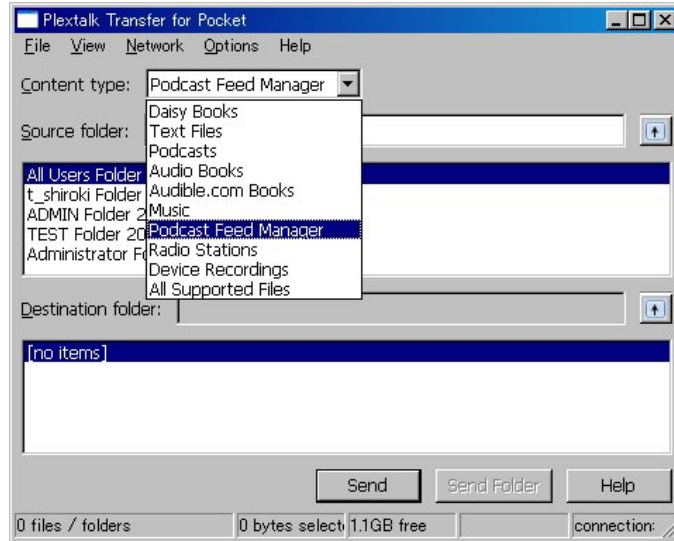 Plextalk Transfer for Pocket
File View Network Options Help
Content type: Podcast Feed Manager
Daisy Books
Source folder: Text Files
Podcasts
All Users Folder Audio Books
t_shiroki Folder Audible.com Books
ADMIN Folder 2 Music
TEST Folder 20 Podcast Feed Manager
Administrator Radio Stations
Device Recordings
All Supported Files
Destination folder:
[no items]
Send Send Folder Help
0 files / folders 0 bytes select 1.1GB free connection: